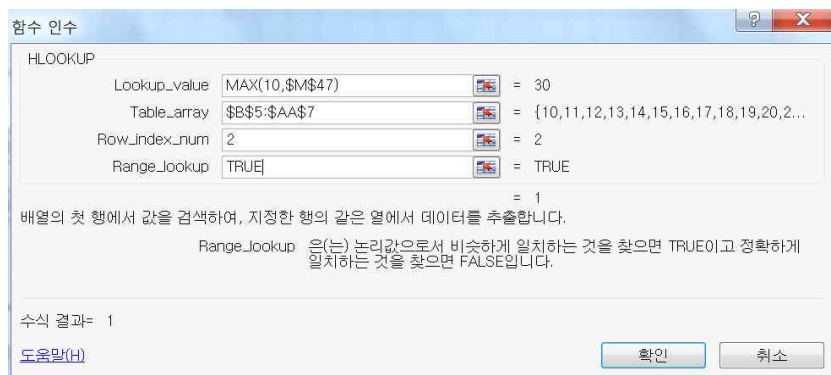 함수 인수
HLOOKUP
Lookup_value MAX(10,$M$47) = 30
Table_array $B$5:$AA$7 = {10,11,12,13,14,15,16,17,18,19,20,2...
Row_index_num 2 = 2
Range_lookup TRUE = TRUE
= 1
배열의 첫 행에서 값을 검색하여, 지정한 행의 같은 열에서 데이터를 추출합니다.
Range_lookup 은(는) 논리값으로서 비슷하게 일치하는 것을 찾으면 TRUE이고 정확하게
일치하는 것을 찾으면 FALSE입니다.
수식 결과= 1
도움말(H) 확인 취소